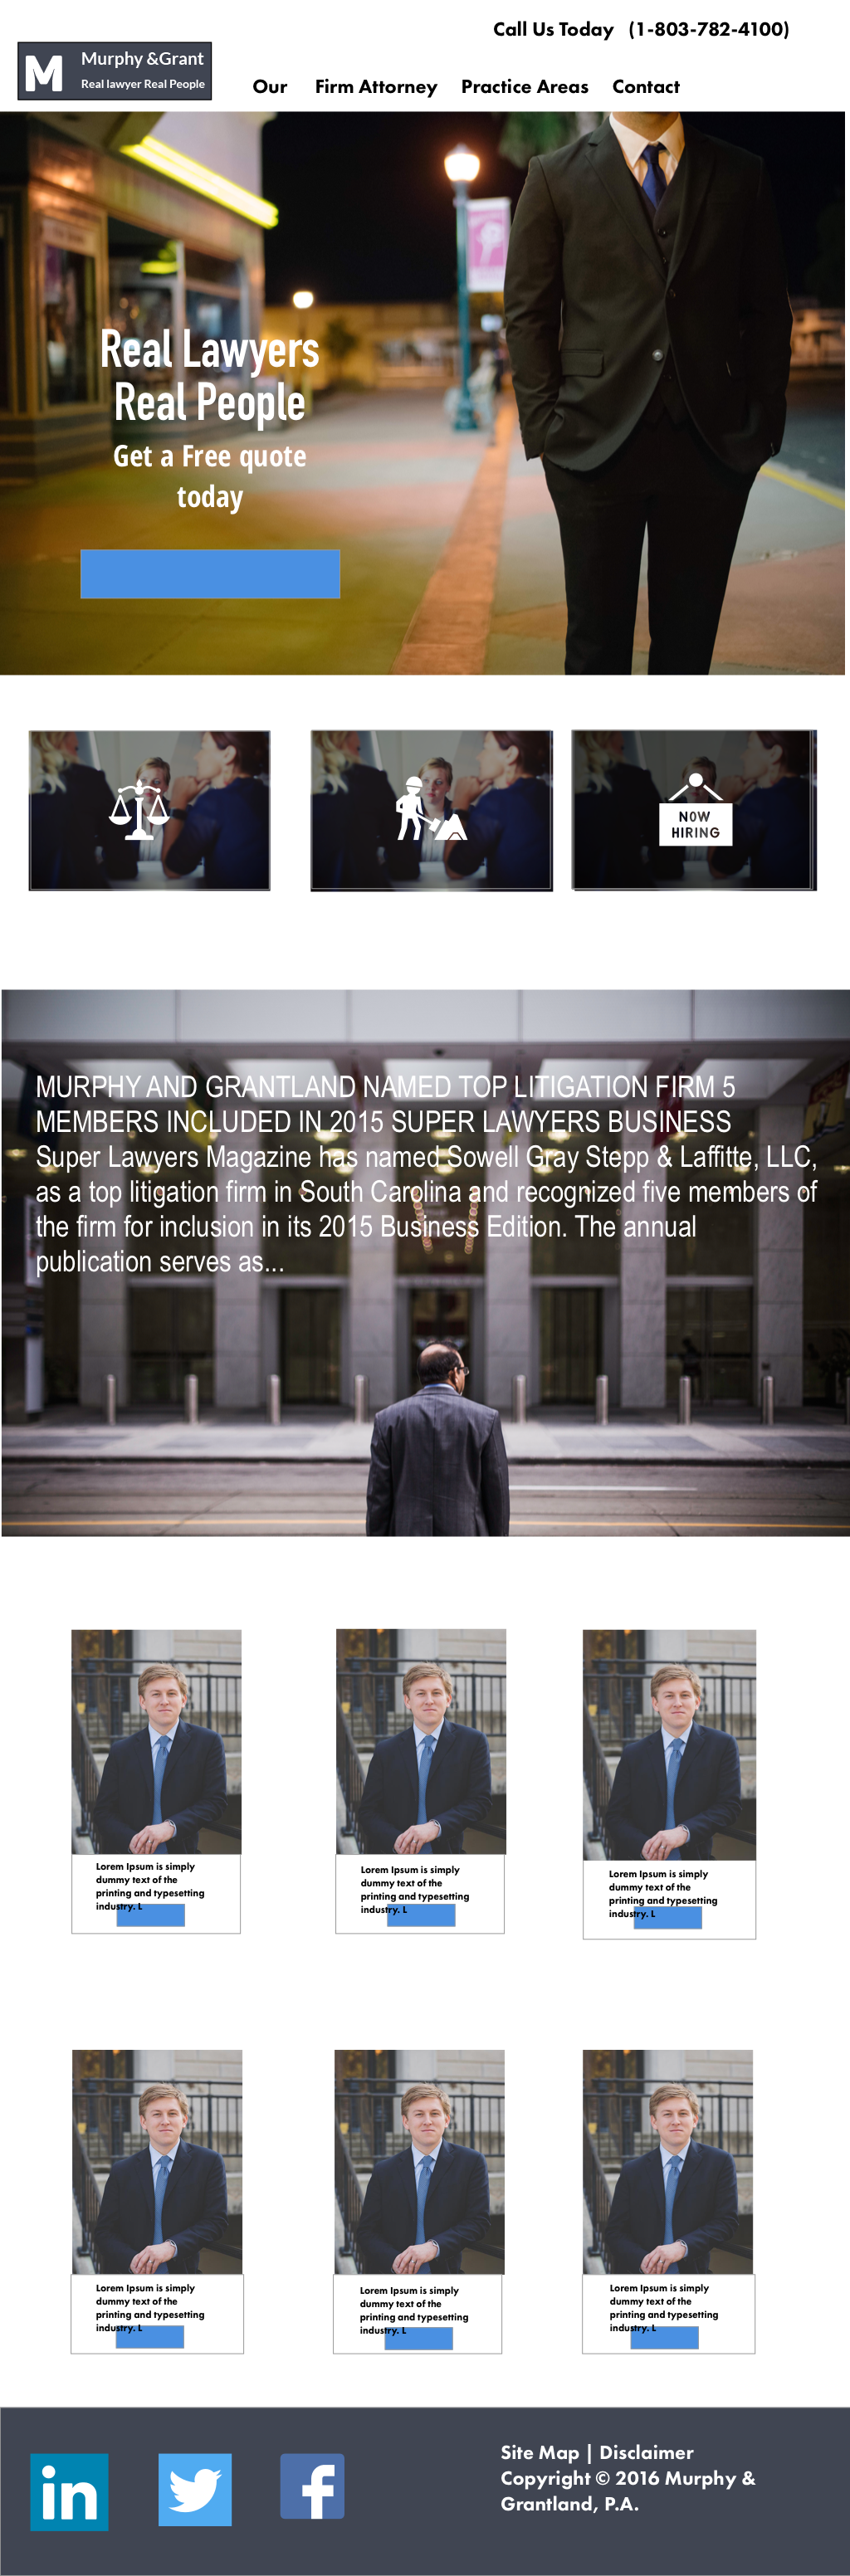 Call Us Today (1-803-782-4100)
M
Murphy &Grant
Real lawyer Real People
Our Firm Attorney Practice Areas Contact
Real Lawyers
Real People
Get a Free quote
today
NOW
HIRING
MURPHY AND GRANTLAND NAMED TOP LITIGATION FIRM 5
MEMBERS INCLUDED IN 2015 SUPER LAWYERS BUSINESS
Super Lawyers Magazine has named Sowell Gray Stepp & Laffitte, LLC,
as a top litigation firm in South Carolina and recognized five members of
the firm for inclusion in its 2015 Business Edition. The annual
publication serves as...
Lorem Ipsum is simply
dummy text of the
printing and typesetting
industry. L
Lorem Ipsum is simply
dummy text of the
printing and typesetting
industry. L
Lorem Ipsum is simply
dummy text of the
printing and typesetting
industry. L
Lorem Ipsum is simply
dummy text of the
printing and typesetting
industry. L
Lorem Ipsum is simply
dummy text of the
printing and typesetting
industry. L
Lorem Ipsum is simply
dummy text of the
printing and typesetting
industry. L
in
f
Site Map | Disclaimer
Copyright © 2016 Murphy &
Grantland, P.A.